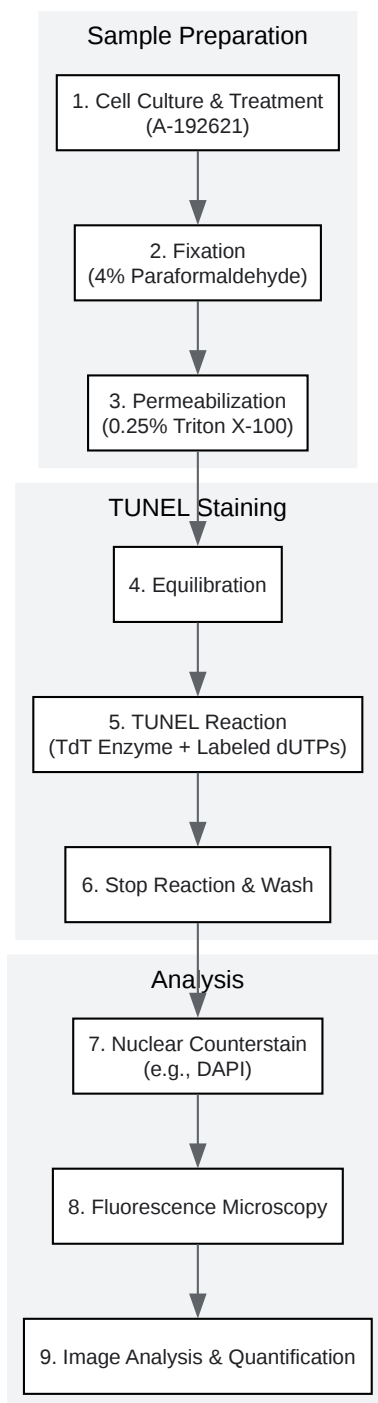 Sample Preparation
1. Cell Culture & Treatment
(A-192621)
2. Fixation
(4% Paraformaldehyde)
3. Permeabilization
(0.25% Triton X-100)
TUNEL Staining
4. Equilibration
5. TUNEL Reaction
(TdT Enzyme + Labeled dUTPs)
6. Stop Reaction & Wash
Analysis
7. Nuclear Counterstain
(e.g., DAPI)
8. Fluorescence Microscopy
9. Image Analysis & Quantification